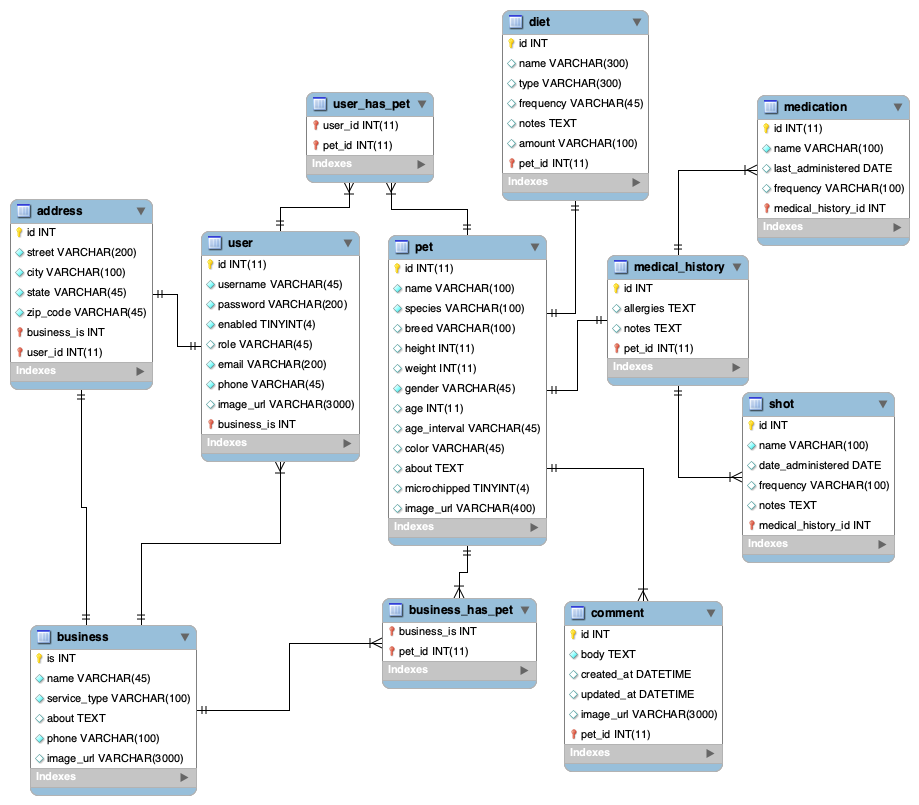 diet
id INT
name VARCHAR(300)
type VARCHAR(300)
frequency VARCHAR(45)
notes TEXT
amount VARCHAR(100)
pet_id INT(11)
Indexes
user_has_pet
user_id INT(11)
pet_id INT(11)
Indexes
medication
id INT(11)
name VARCHAR(100)
last_administered DATE
frequency VARCHAR(100)
medical_history_id INT
Indexes
address
id INT
street VARCHAR(200)
city VARCHAR(100)
state VARCHAR(45)
zip_code VARCHAR(45)
business_is INT
user_id INT(11)
Indexes
user
id INT(11)
username VARCHAR(45)
password VARCHAR(200)
enabled TINYINT(4)
role VARCHAR(45)
email VARCHAR(200)
phone VARCHAR(45)
image_url VARCHAR(3000)
business_is INT
Indexes
pet
id INT(11)
name VARCHAR(100)
species VARCHAR(100)
breed VARCHAR(100)
height INT(11)
weight INT(11)
gender VARCHAR(45)
age INT(11)
age_interval VARCHAR(45)
color VARCHAR(45)
about TEXT
microchipped TINYINT(4)
image_url VARCHAR(400)
Indexes
medical_history
id INT
allergies TEXT
notes TEXT
pet_id INT(11)
Indexes
shot
id INT
name VARCHAR(100)
date_administered DATE
frequency VARCHAR(100)
notes TEXT
medical_history_id INT
Indexes
business
is INT
name VARCHAR(45)
service_type VARCHAR(100)
about TEXT
phone VARCHAR(100)
image_url VARCHAR(3000)
Indexes
business_has_pet
business_is INT
pet_id INT(11)
Indexes
comment
id INT
body TEXT
created_at DATETIME
updated_at DATETIME
image_url VARCHAR(3000)
pet_id INT(11)
Indexes